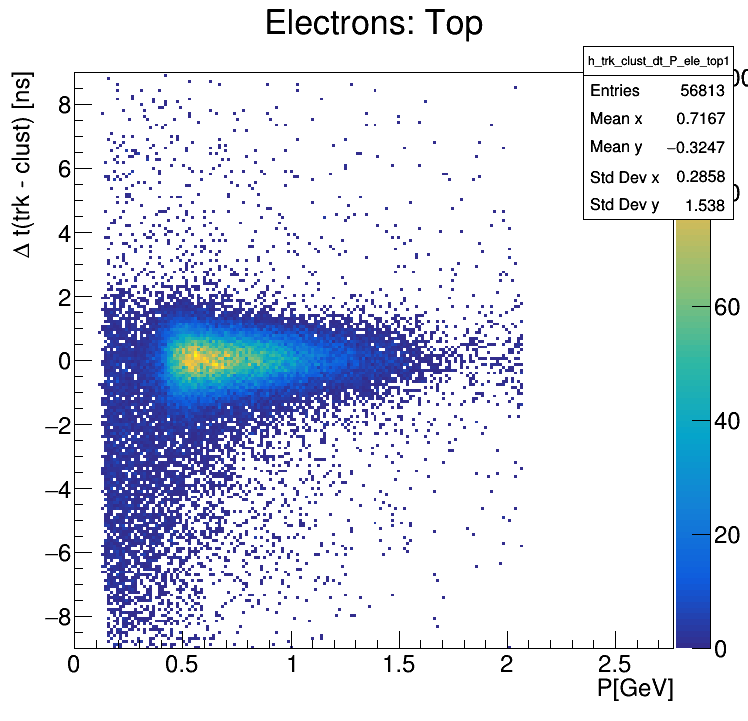 Electrons: Top
Δ t(trk - clust) [ns]
h_trk_clust_dt_P_ele_top1
Entries 56813
Mean x 0.7167
Mean y −0.3247
Std Dev x 0.2858
Std Dev y 1.538
8
6
4
2
0
−2
−4
−6
−8
0 0.5 1 1.5 2 2.5
P[GeV]
60
40
20
0